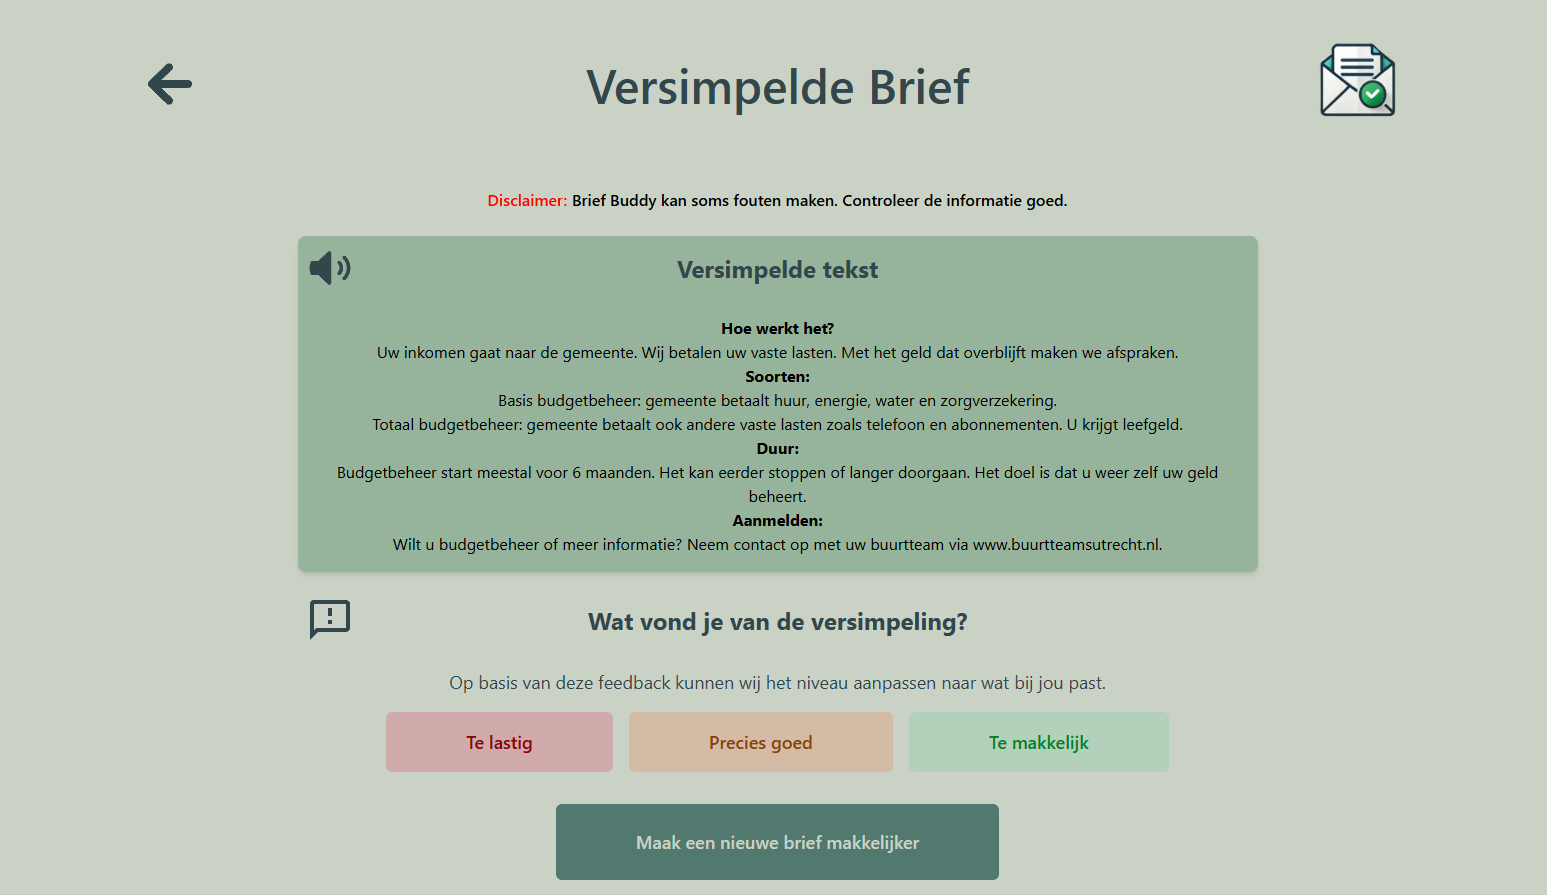 Versimpelde Brief
Disclaimer: Brief Buddy kan soms fouten maken. Controleer de informatie goed.
Versimpelde tekst
Hoe werkt het?
Uw inkomen gaat naar de gemeente. Wij betalen uw vaste lasten. Met het geld dat overblijft maken we afspraken.
Soorten:
Basis budgetbeheer: gemeente betaalt huur, energie, water en zorgverzekering.
Totaal budgetbeheer: gemeente betaalt ook andere vaste lasten zoals telefoon en abonnementen. U krijgt leefgeld.
Duur:
Budgetbeheer start meestal voor 6 maanden. Het kan eerder stoppen of langer doorgaan. Het doel is dat u weer zelf uw geld
beheert.
Aanmelden:
Wilt u budgetbeheer of meer informatie? Neem contact op met uw buurtteam via www.buurtteamsutrecht.nl.
Wat vond je van de versimpeling?
Op basis van deze feedback kunnen wij het niveau aanpassen naar wat bij jou past.
Te lastig
Precies goed
Te makkelijk
Maak een nieuwe brief makkelijker